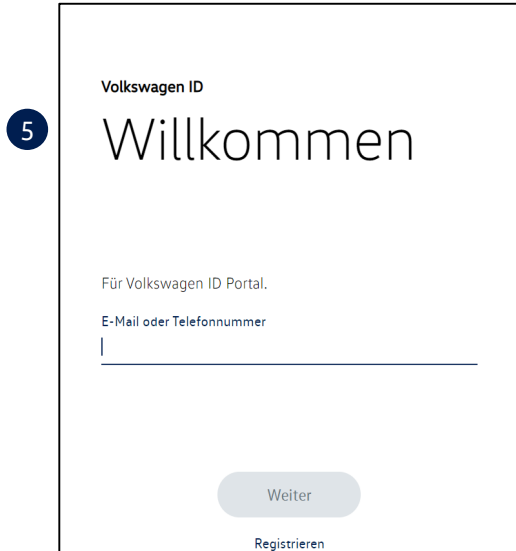 Volkswagen ID
5
Willkommen
Für Volkswagen ID Portal.
E-Mail oder Telefonnummer
Weiter
Registrieren